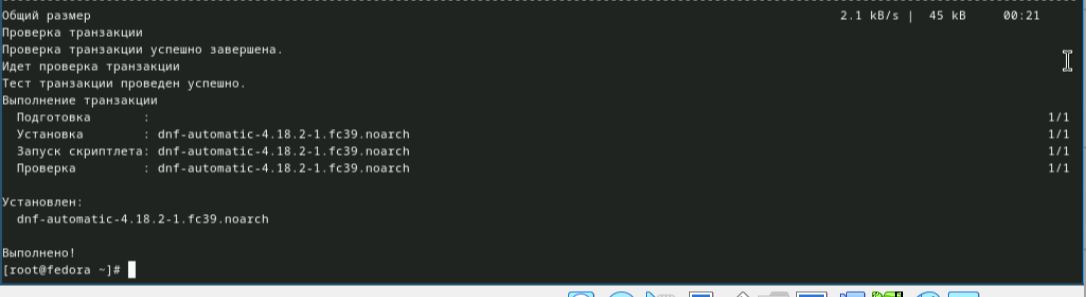 Общий размер 2.1 kB/s | 45 kB 00:21
Проверка транзакции
Проверка транзакции успешно завершена.
Идет проверка транзакции
Тест транзакции проведен успешно.
Выполнение транзакции
Подготовка : 1/1
Установка : dnf-automatic-4.18.2-1.fc39.noarch 1/1
Запуск скриптлета: dnf-automatic-4.18.2-1.fc39.noarch 1/1
Проверка : dnf-automatic-4.18.2-1.fc39.noarch 1/1
Установлен:
dnf-automatic-4.18.2-1.fc39.noarch
Выполнено!
[root@fedora ~]#